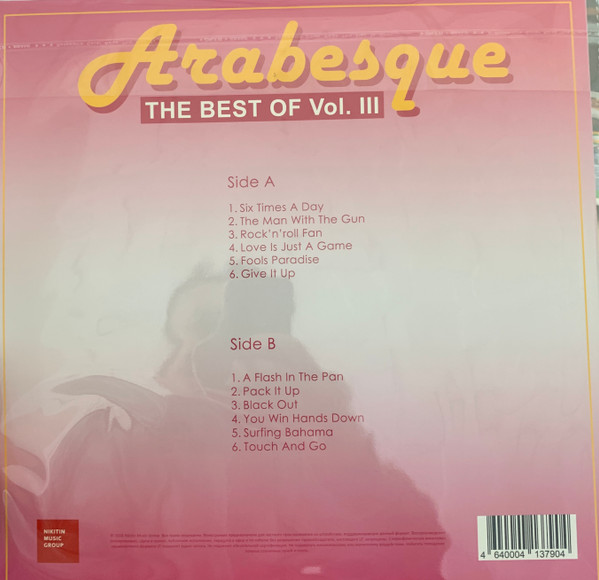 Arabesque
THE BEST OF Vol. III
Side A
1. Six Times A Day
2. The Man With The Gun
3. Rock'n'roll Fan
4. Love Is Just A Game
5. Fools Paradise
6. Give It Up
Side B
1. A Flash In The Pan
2. Pack It Up
3. Black Out
4. You Win Hands Down
5. Surfing Bahama
6. Touch And Go
NIKITIN
MUSIC
GROUP
4 640004 137904